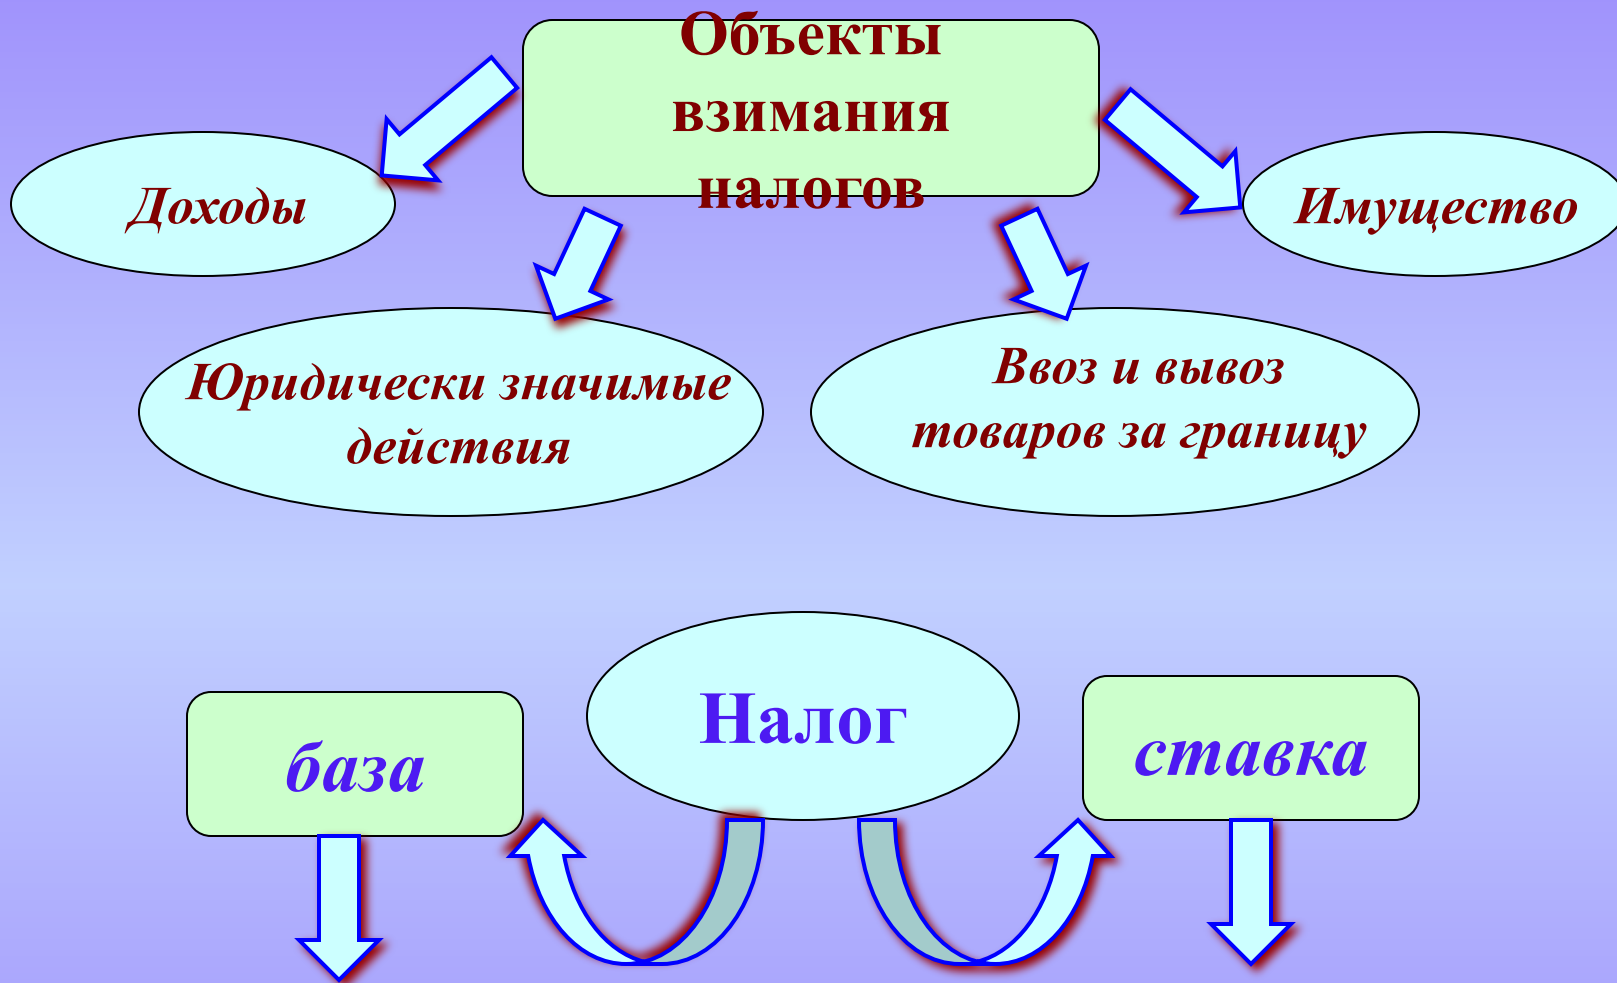 Объекты
взимания
налогов
Доходы
Имущество
Юридически значимые
действия
Ввоз и вывоз
товаров за границу
Налог
база
ставка